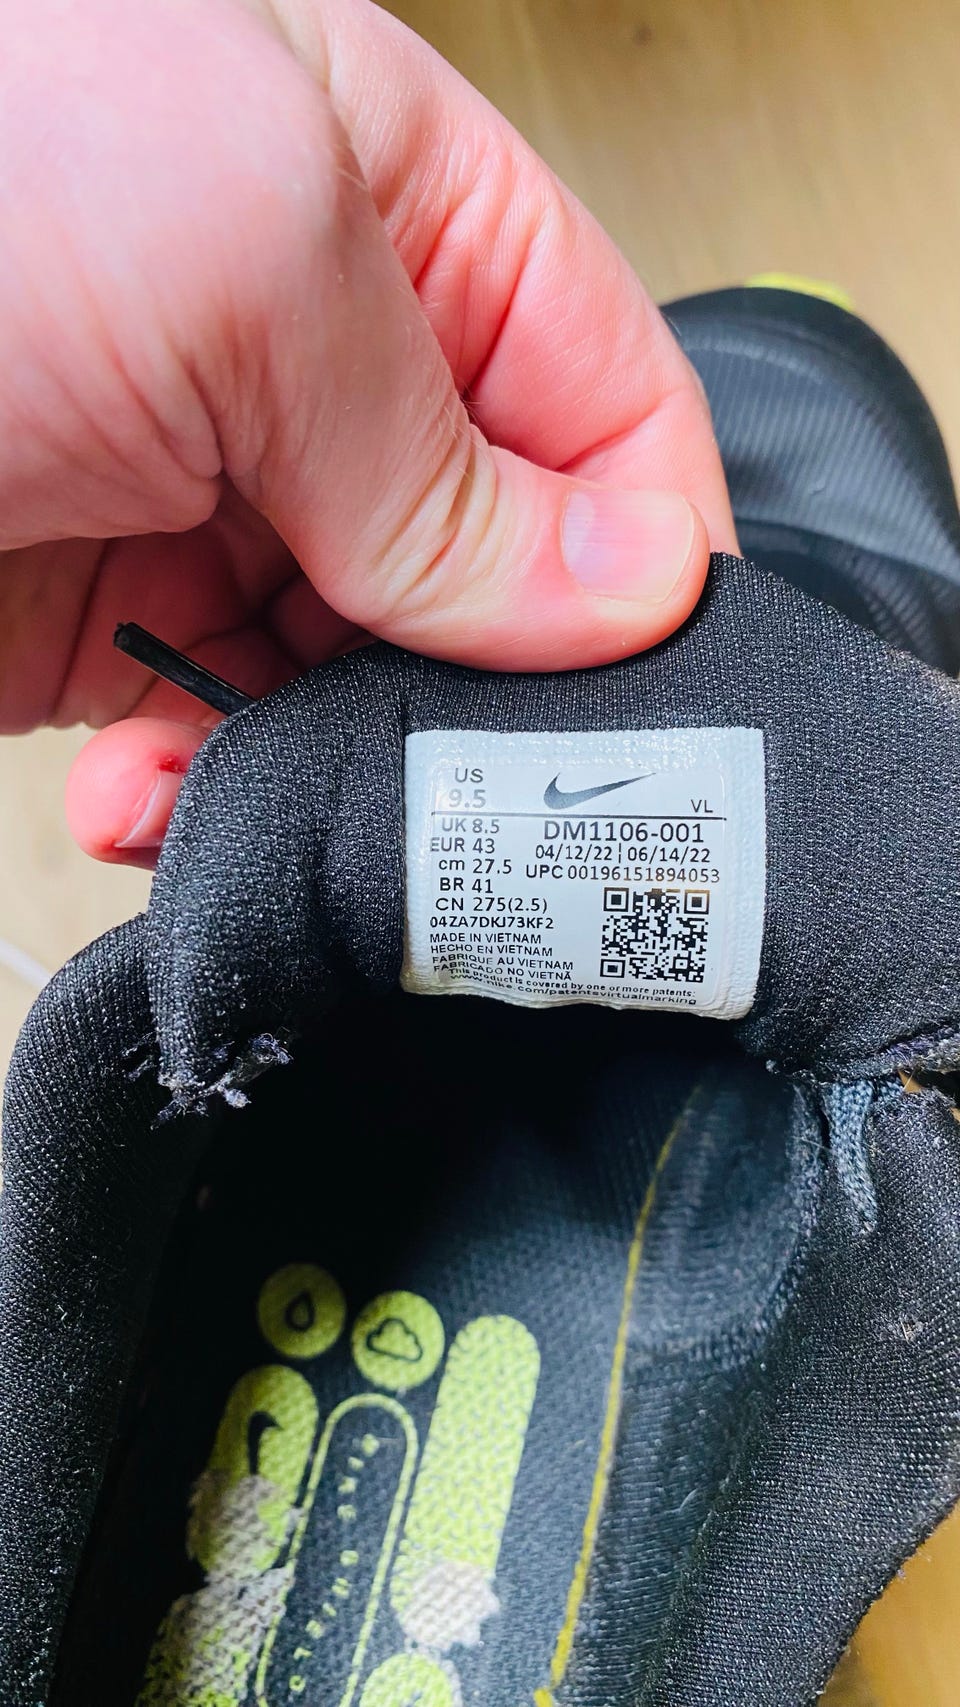 US
9.5
VL
UK 8.5
EUR 43
cm 27.5
BR 41
CN 275(2.5)
04ZA7DKJ73KF2
DM1106-001
04/12/22 | 06/14/22
UPC 00196151894053
MADE IN VIETNAM
HECHO EN VIETNAM
FABRIQUE AU VIETNAM
FABRICADO NO VIETNÃ
This product is covered by one or more patents:
www.nike.com/patentsvirtualmarking